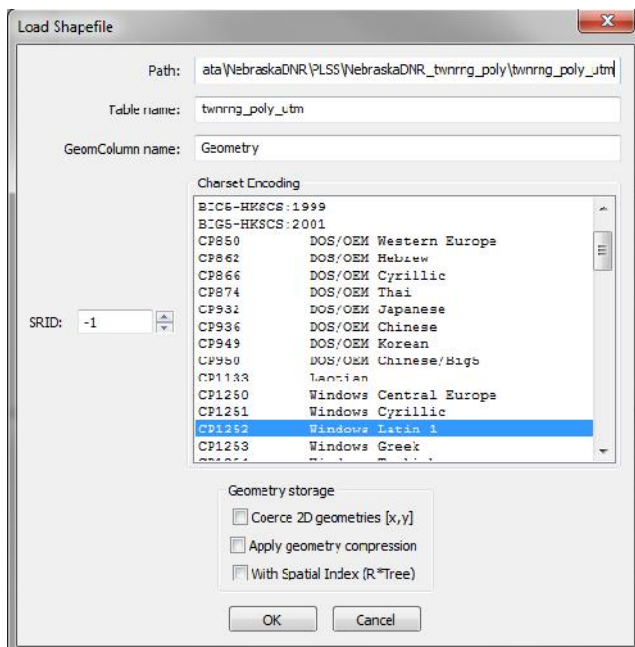 Load Shapefile
Path: ata\NebraskaDNR\PLSS\NebraskaDNR_twnrng_poly\twnrng_poly_utm
Table name: twnrng_poly_utm
GeomColumn name: Geometry
Charset Encoding
BIG5-HKSCS:1999
BIG5-HKSCS:2001
CP850 DOS/OEM Western Europe
CP862 DOS/OEM Hebrew
CP866 DOS/OEM Cyrillic
CP874 DOS/OEM Thai
CP932 DOS/OEM Japanese
CP936 DOS/OEM Chinese
CP949 DOS/OEM Korean
CP950 DOS/OEM Chinese/Big5
CP1133 Laotian
CP1250 Windows Central Europe
CP1251 Windows Cyrillic
CP1252 Windows Latin 1
CP1253 Windows Greek
SRID: -1
Geometry storage
Coerce 2D geometries [x,y]
Apply geometry compression
With Spatial Index (R*Tree)
OK Cancel